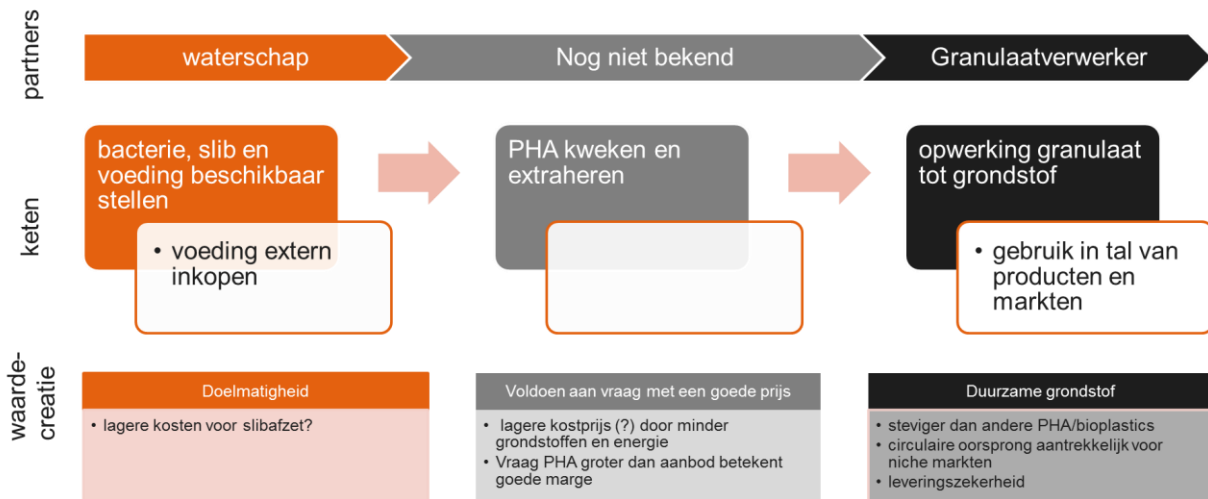 partners
waterschap
Nog niet bekend
Granulaatverwerker
keten
bacterie, slib en
voeding beschikbaar
stellen
• voeding extern
inkopen
PHA kweken en
extraheren
opwerking granulaat
tot grondstof
• gebruik in tal van
producten en
markten
waarde-
creatie
Doelmatigheid
• lagere kosten voor slibafzet?
Voldoen aan vraag met een goede prijs
• lagere kostprijs (?) door minder
grondstoffen en energie
• Vraag PHA groter dan aanbod betekent
goede marge
Duurzame grondstof
• steviger dan andere PHA/bioplastics
• circulaire oorsprong aantrekkelijk voor
niche markten
• leveringszekerheid